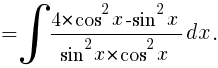 = ∫ (4×cos²x-sin²x)/(sin²x×cos²x) dx.